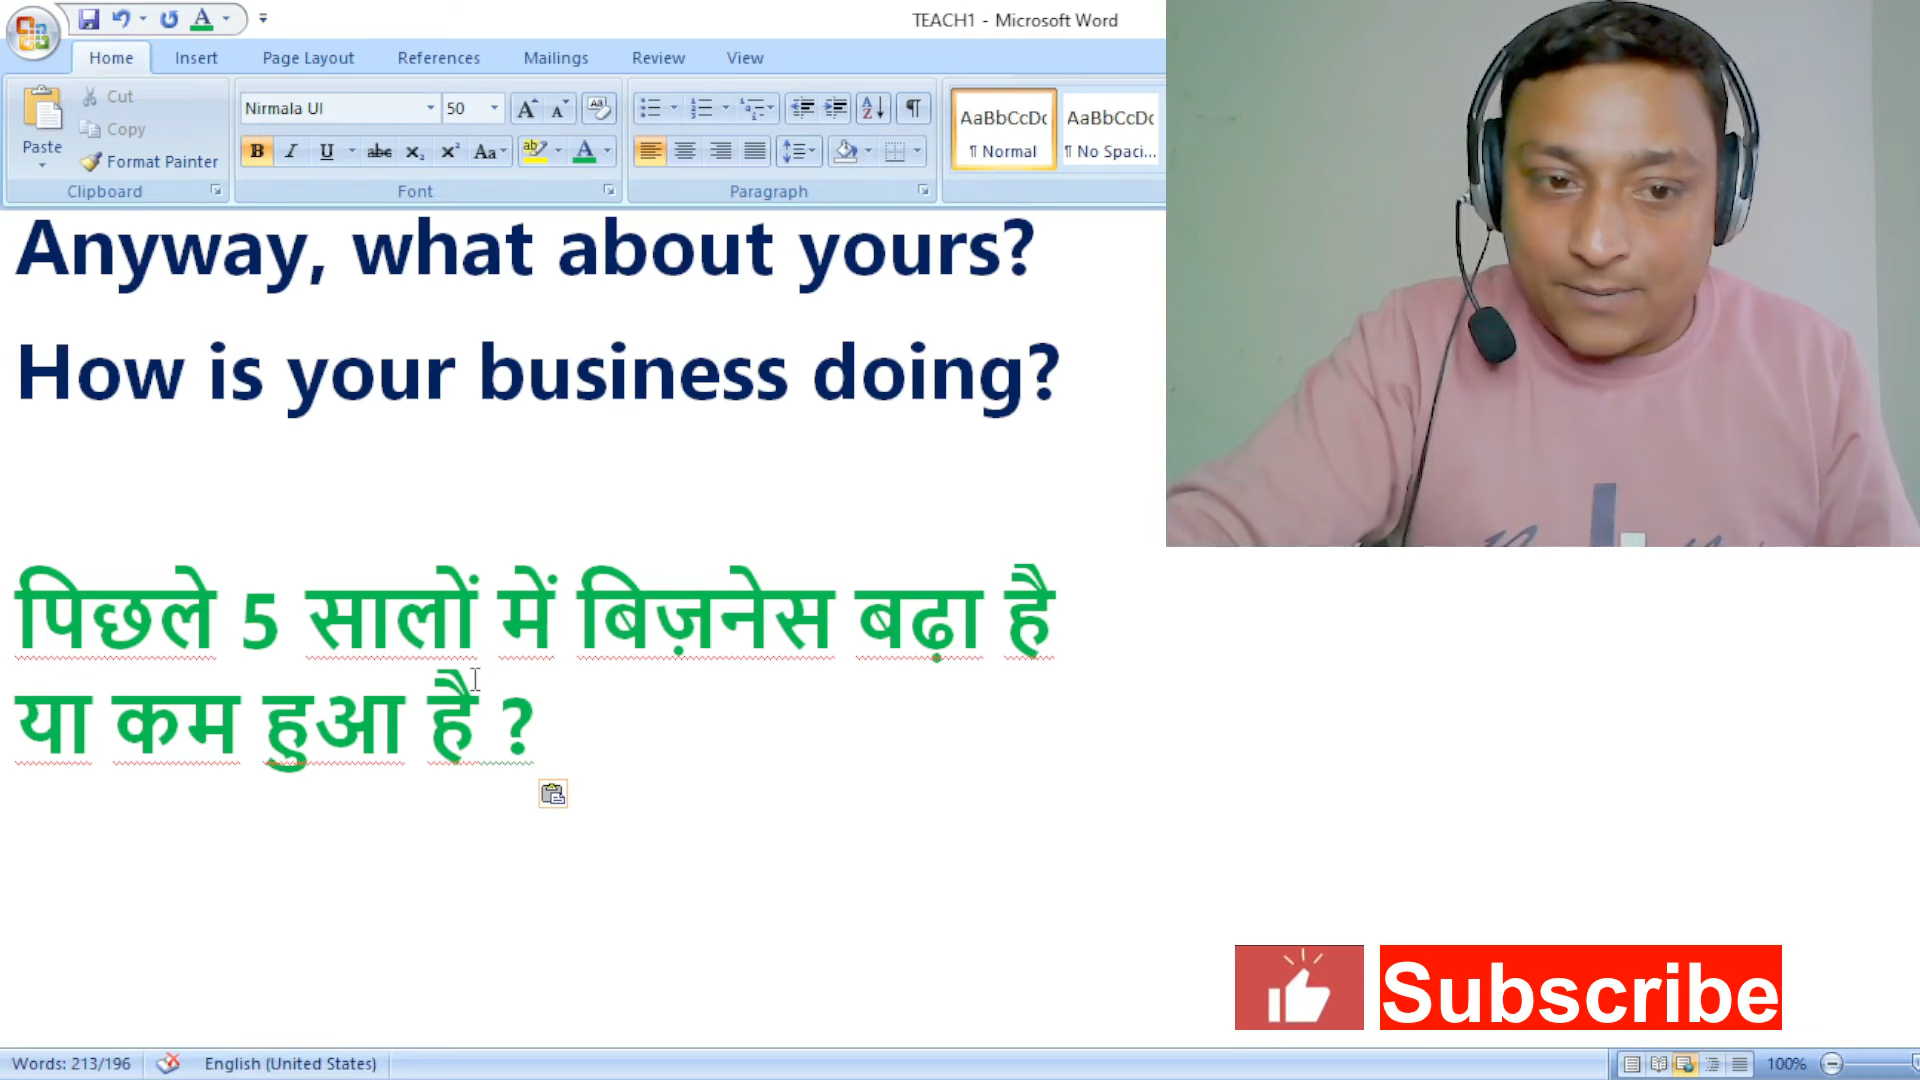 TEACH1 - Microsoft Word
Home Insert Page Layout References Mailings Review View
Paste
Cut
Copy
Format Painter
Clipboard
Nirmala UI 50
Font
Paragraph
AaBbCcDc AaBbCcDc
¶ Normal ¶ No Spaci...
Anyway, what about yours?
How is your business doing?
पिछले 5 सालों में बिज़नेस बढ़ा है
या कम हुआ है ?
Subscribe
Words: 213/196 English (United States) 100%